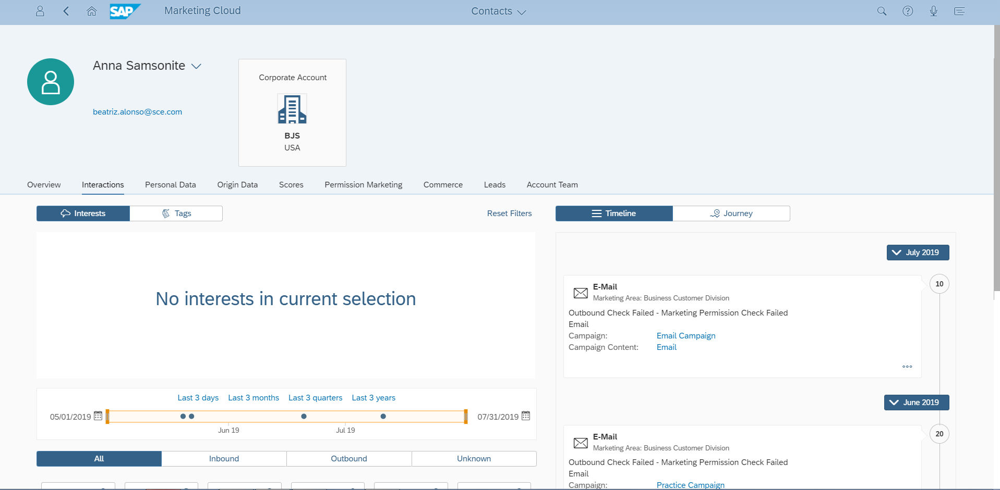 SAP
Marketing Cloud
Contacts
Anna Samsonite
beatriz.alonso@sce.com
Corporate Account
BJS
USA
Overview
Interactions
Personal Data
Origin Data
Scores
Permission Marketing
Commerce
Leads
Account Team
Interests
Tags
Reset Filters
No interests in current selection
Last 3 days
Last 3 months
Last 3 quarters
Last 3 years
05/01/2019
07/31/2019
Jun 19
Jul 19
All
Inbound
Outbound
Unknown
Timeline
Journey
July 2019
10
E-Mail
Marketing Area: Business Customer Division
Outbound Check Failed - Marketing Permission Check Failed
Email
Campaign: Email Campaign
Campaign Content: Email
June 2019
20
E-Mail
Marketing Area: Business Customer Division
Outbound Check Failed - Marketing Permission Check Failed
Email
Campaign: Practice Campaign